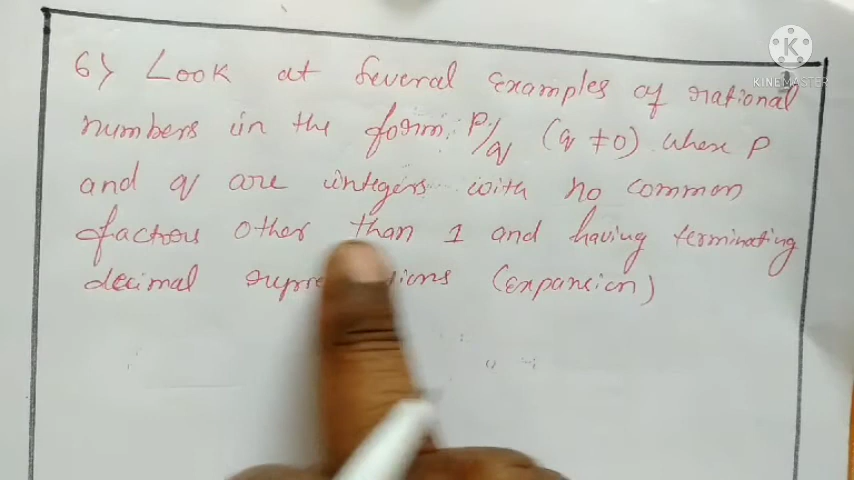 6) Look at Several examples of rational
numbers in the form P/q (q ≠ 0) where P
and q are integers with no common
factors other than 1 and having terminating
decimal (expansion)
KINEMASTER